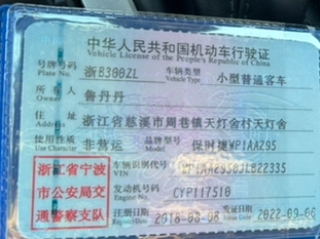 中华人民共和国机动车行驶证
Vehicle License of the People's Republic of China
号牌号码 浙B300ZL 车辆类型 小型普通客车
Plate No. Vehicle Type
所有人 鲁丹丹
Owner
住址 浙江省慈溪市周巷镇天灯舍村天灯舍
Address
使用性质 非营运 品牌型号 保时捷WP1AA295
Use Character Model
浙江省宁波
市公安局交
通警察支队
车辆识别代号
VIN
发动机号码 CYP117510
Engine No.
注册日期 2018-08-08 发证日期
Register Date Issue Date